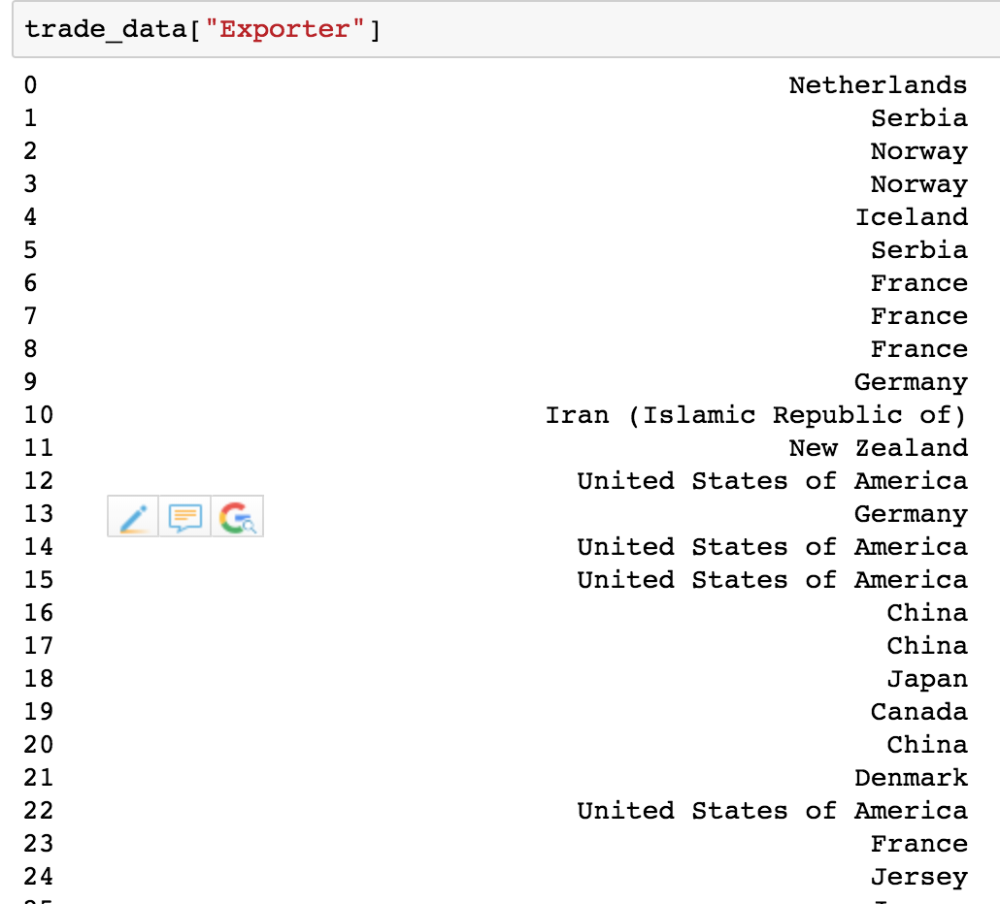 trade_data["Exporter"]
0 Netherlands
1 Serbia
2 Norway
3 Norway
4 Iceland
5 Serbia
6 France
7 France
8 France
9 Germany
10 Iran (Islamic Republic of)
11 New Zealand
12 United States of America
13 Germany
14 United States of America
15 United States of America
16 China
17 China
18 Japan
19 Canada
20 China
21 Denmark
22 United States of America
23 France
24 Jersey